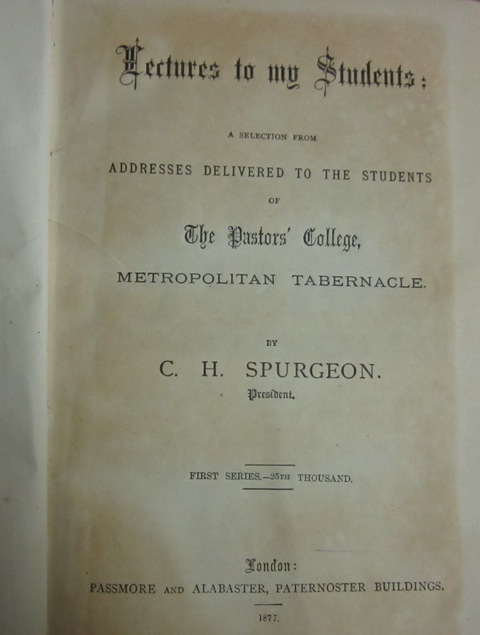 Lectures to my Students:
A SELECTION FROM
ADDRESSES DELIVERED TO THE STUDENTS
OF
The Pastors' College,
METROPOLITAN TABERNACLE.
BY
C. H. SPURGEON.
President.
FIRST SERIES.—25TH THOUSAND.
London:
PASSMORE AND ALABASTER, PATERNOSTER BUILDINGS.
1877.